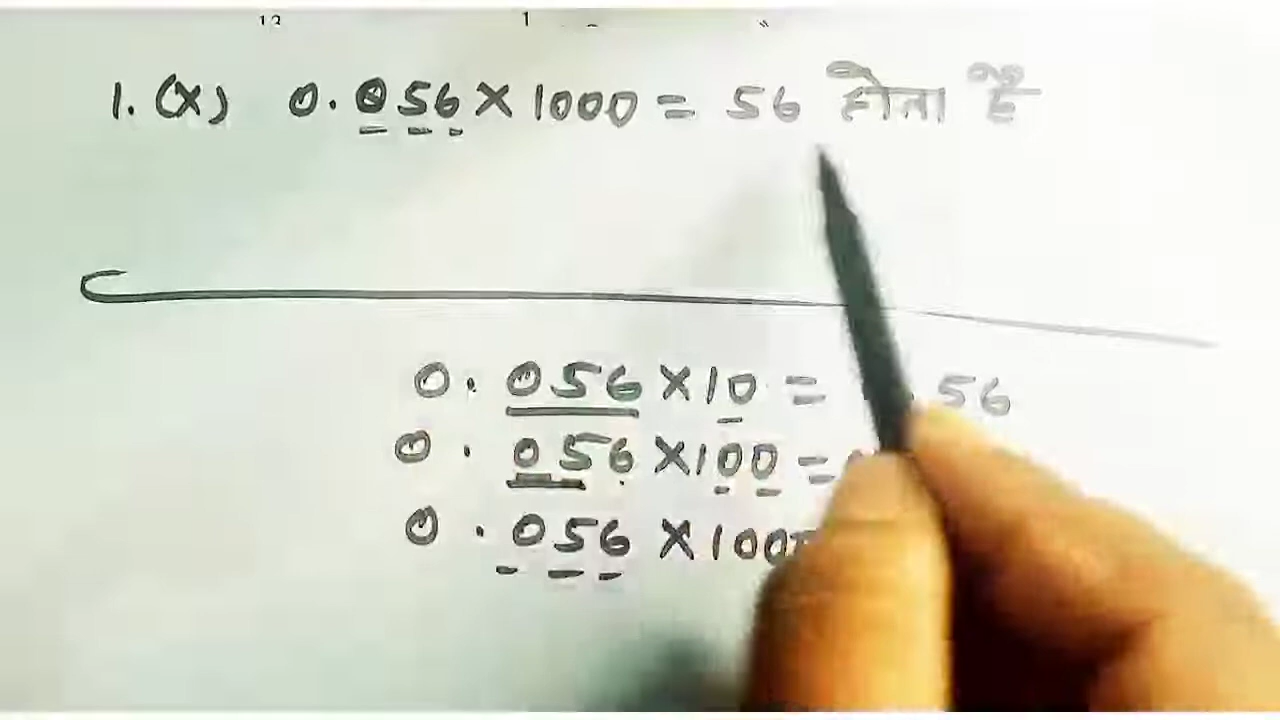 1. (x) 0.056 × 1000 = 56 होता है
0.056 × 10 = .56
0.056 × 100 =
0.056 × 100